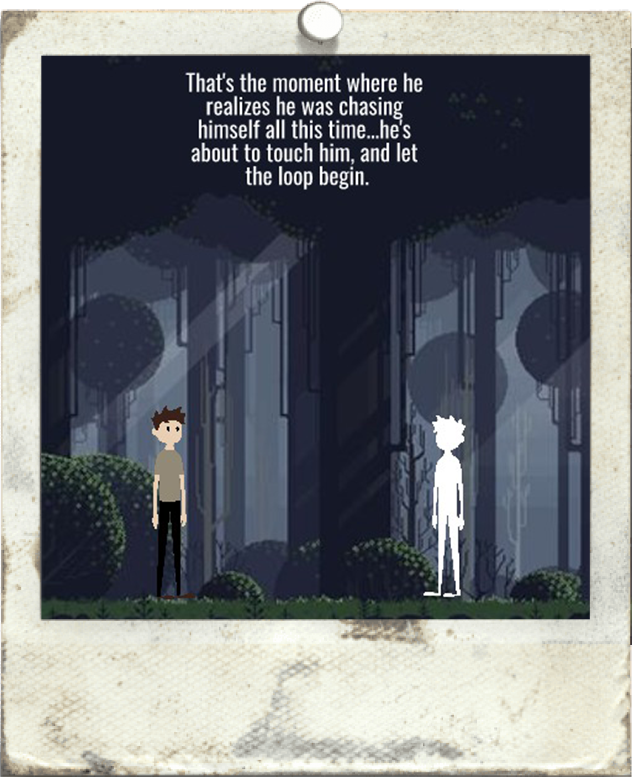 That's the moment where he
realizes he was chasing
himself all this time...he's
about to touch him, and let
the loop begin.